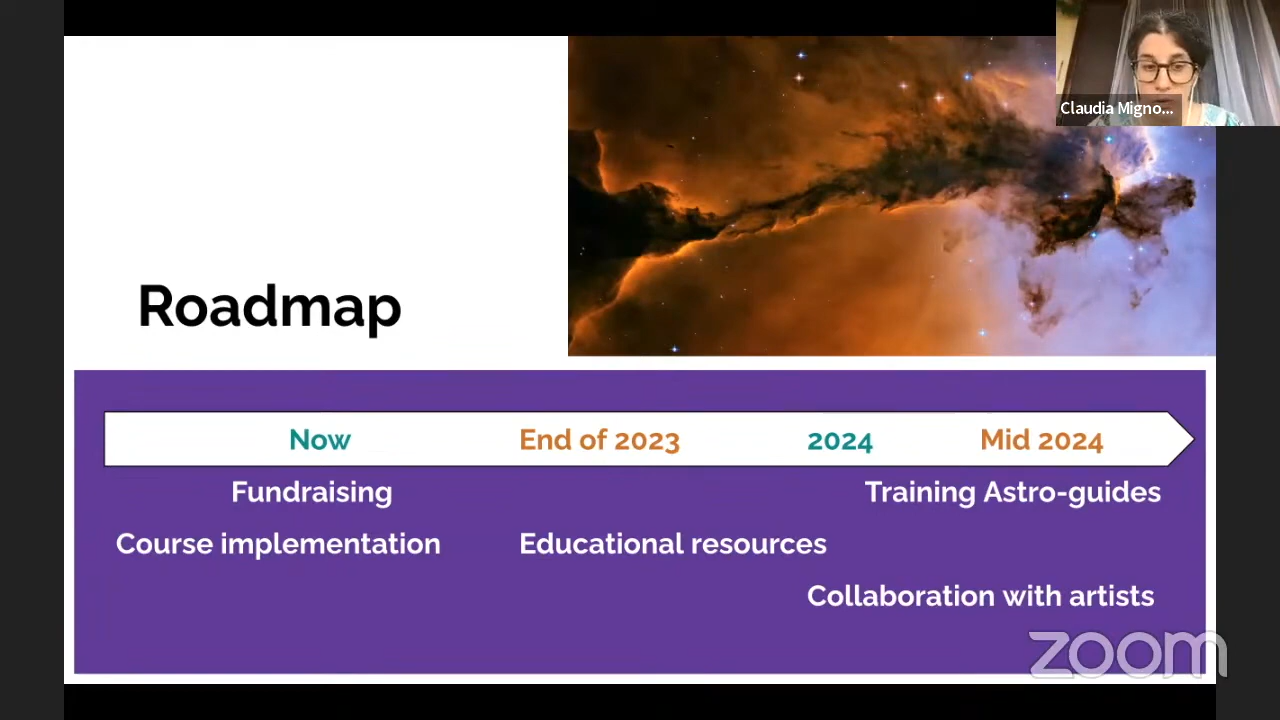 Claudia Migno...
Roadmap
Now End of 2023 2024 Mid 2024
Fundraising Training Astro-guides
Course implementation Educational resources
Collaboration with artists
zoom